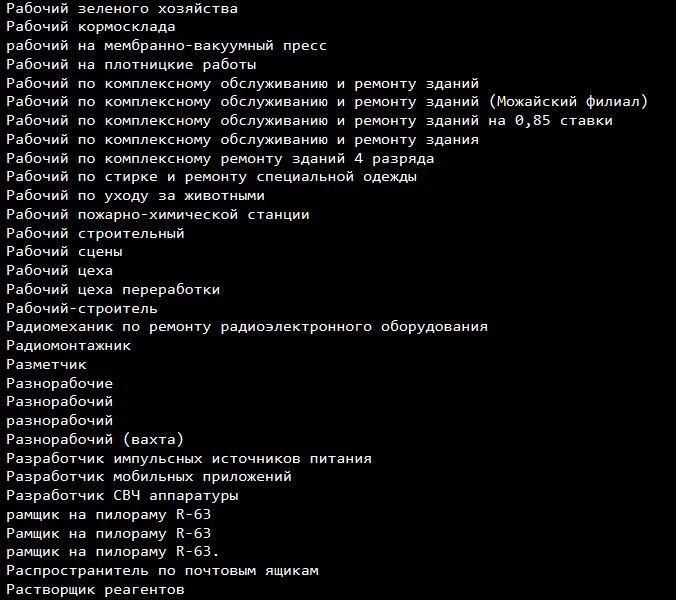 Рабочий зеленого хозяйства
Рабочий кормосклада
рабочий на мембранно-вакуумный пресс
Рабочий на плотницкие работы
Рабочий по комплексному обслуживанию и ремонту зданий
Рабочий по комплексному обслуживанию и ремонту зданий (Можайский филиал)
Рабочий по комплексному обслуживанию и ремонту зданий на 0,85 ставки
Рабочий по комплексному обслуживанию и ремонту здания
Рабочий по комплексному ремонту зданий 4 разряда
Рабочий по стирке и ремонту специальной одежды
Рабочий по уходу за животными
Рабочий пожарно-химической станции
Рабочий строительный
Рабочий сцены
Рабочий цеха
Рабочий цеха переработки
Рабочий-строитель
Радиомеханик по ремонту радиоэлектронного оборудования
Радиомонтажник
Разметчик
Разнорабочие
Разнорабочий
разнорабочий
Разнорабочий (вахта)
Разработчик импульсных источников питания
Разработчик мобильных приложений
Разработчик СВЧ аппаратуры
рамщик на пилораму R-63
Рамщик на пилораму R-63
рамщик на пилораму R-63.
Распространитель по почтовым ящикам
Растворщик реагентов